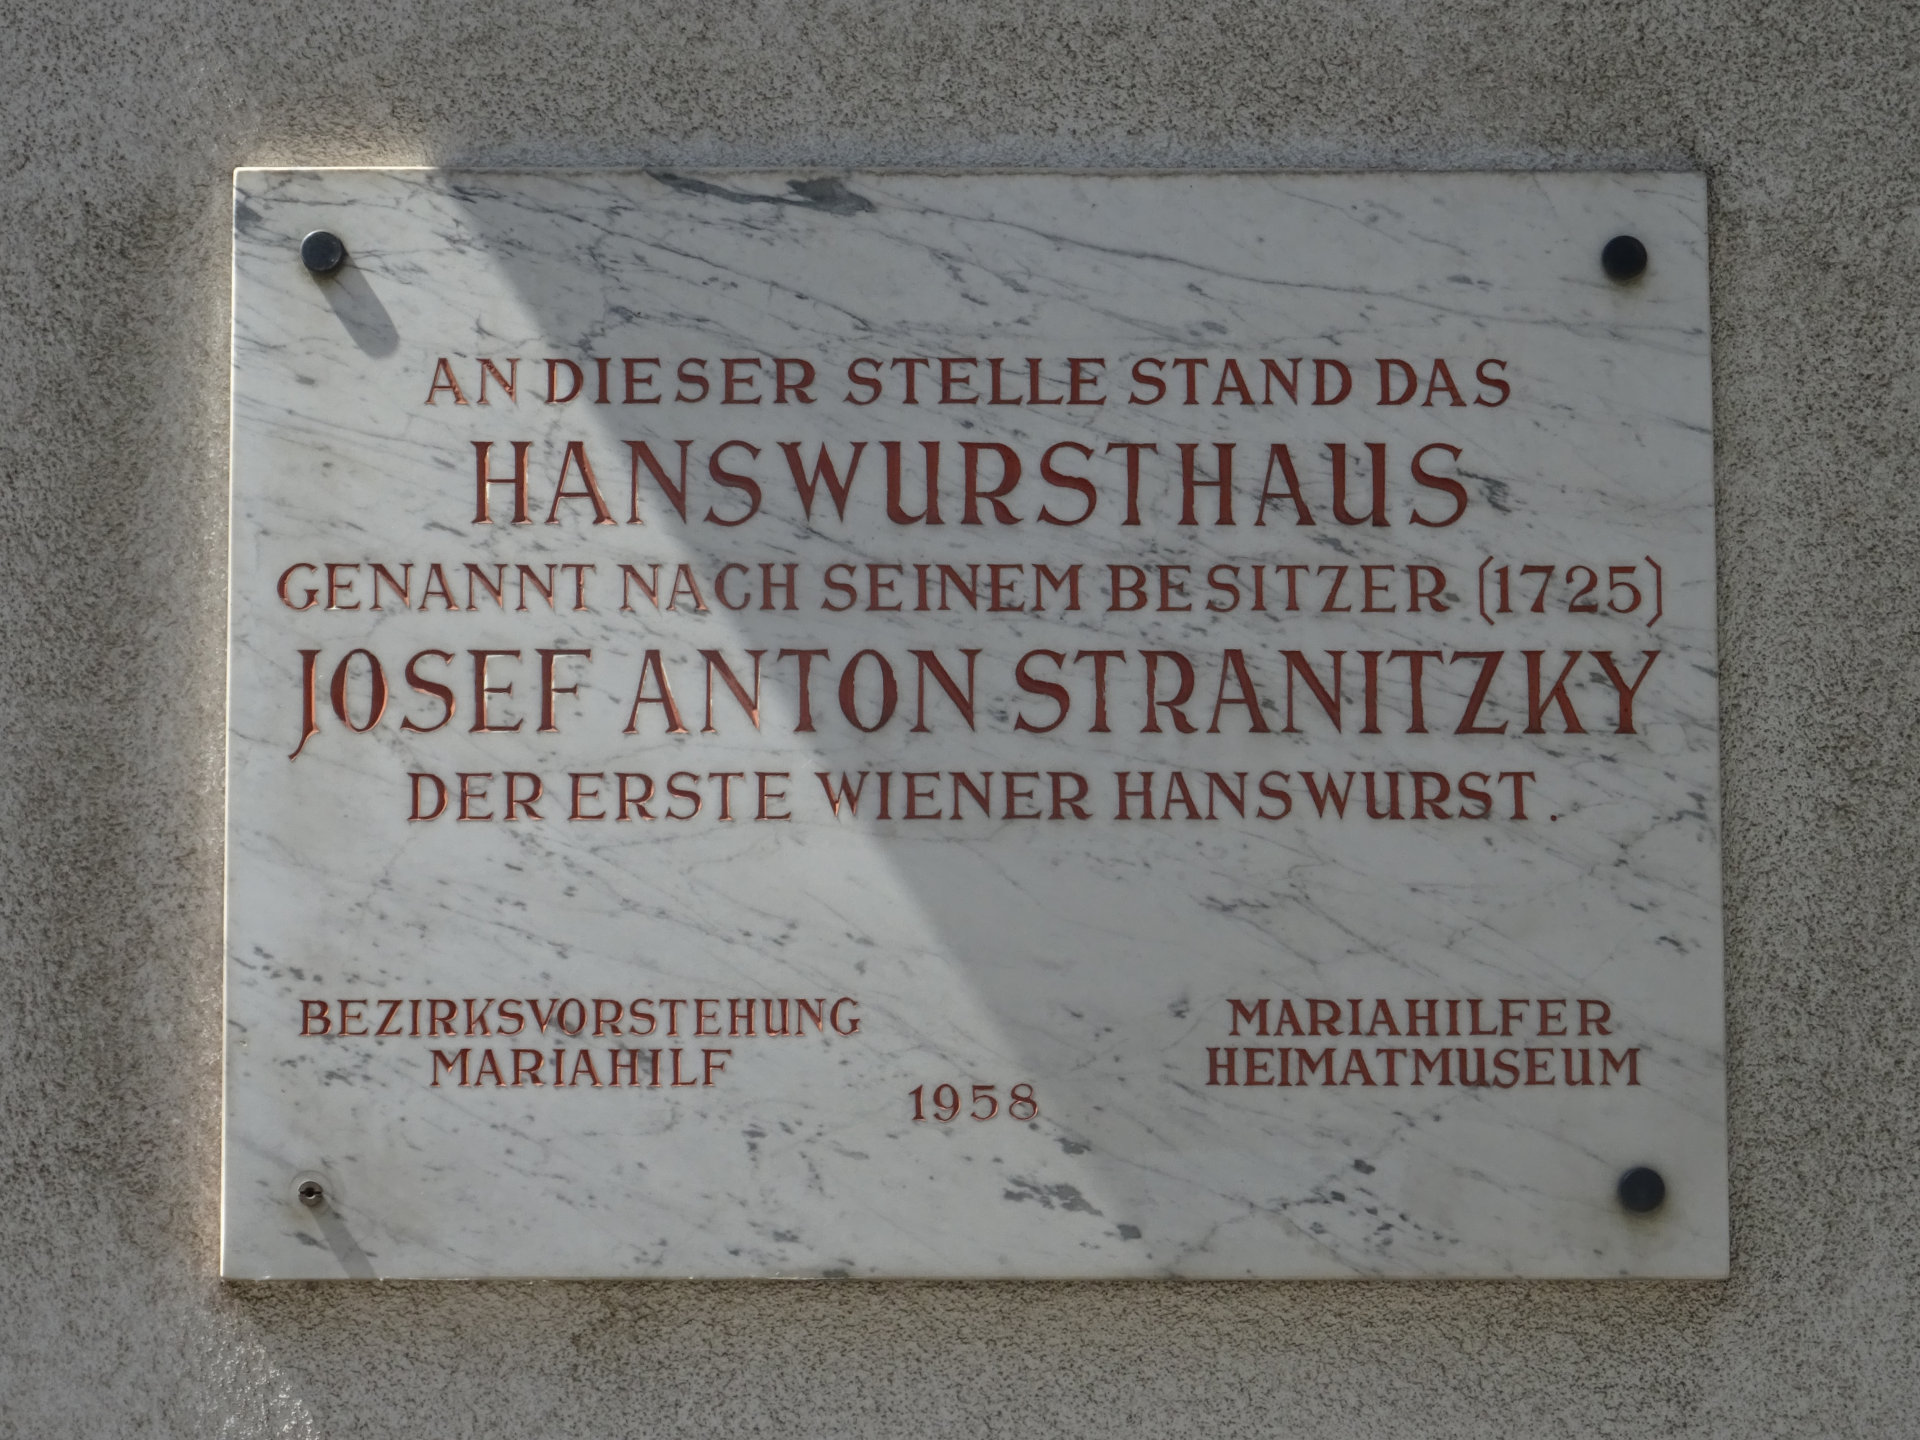 AN DIESER STELLE STAND DAS
HANSWURSTHAUS
GENANNT NACH SEINEM BESITZER (1725)
JOSEF ANTON STRANITZKY
DER ERSTE WIENER HANSWURST.
BEZIRKSVORSTEHUNG
MARIAHILF
1958
MARIAHILFER
HEIMATMUSEUM